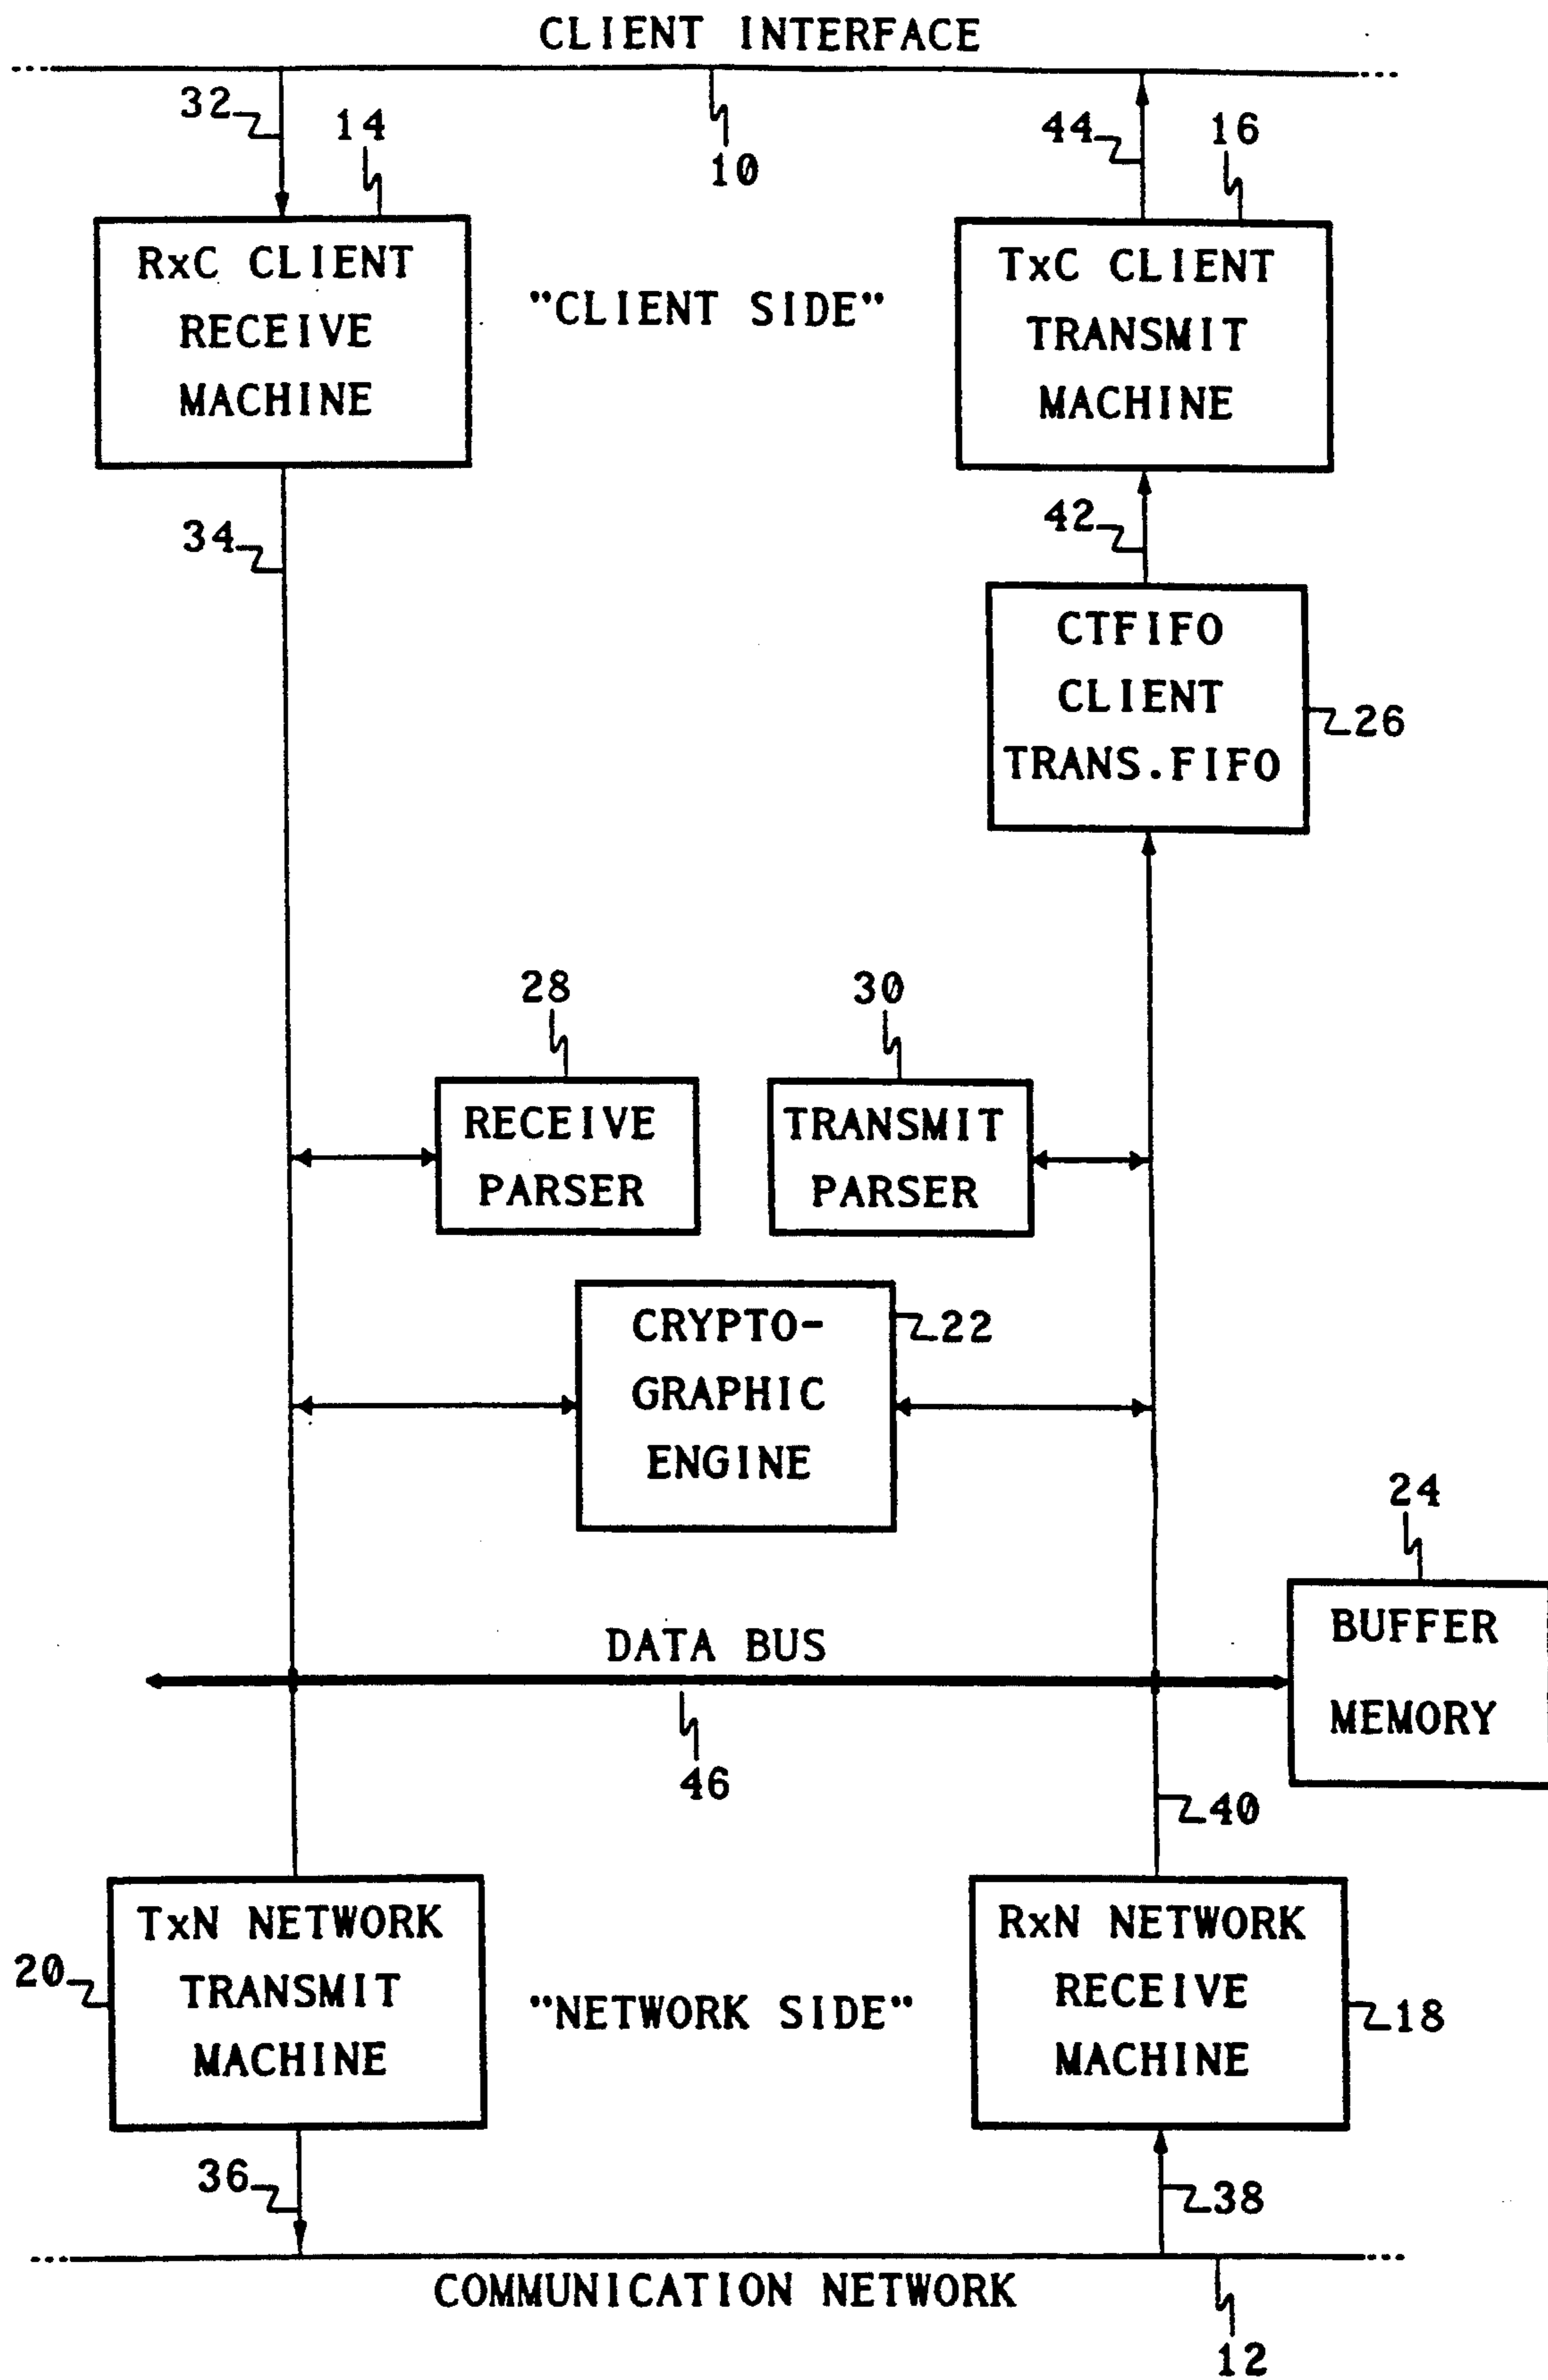 CLIENT INTERFACE
32
14
10
44
16
RxC CLIENT
RECEIVE
MACHINE
"CLIENT SIDE"
TxC CLIENT
TRANSMIT
MACHINE
34
42
CTFIFO
CLIENT
TRANS.FIFO
26
28
30
RECEIVE
PARSER
TRANSMIT
PARSER
CRYPTO-
GRAPHIC
ENGINE
22
24
BUFFER
MEMORY
DATA BUS
46
40
TxN NETWORK
TRANSMIT
MACHINE
20
"NETWORK SIDE"
RxN NETWORK
RECEIVE
MACHINE
18
36
38
COMMUNICATION NETWORK
12